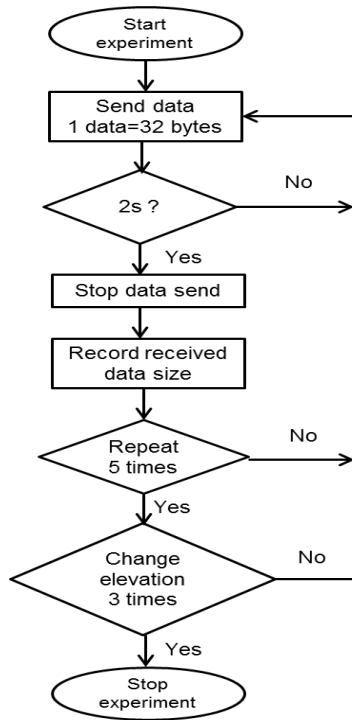 Start
experiment
Send data
1 data=32 bytes
2s ?
No
Yes
Stop data send
Record received
data size
Repeat
5 times
No
Yes
Change
elevation
3 times
No
Yes
Stop
experiment